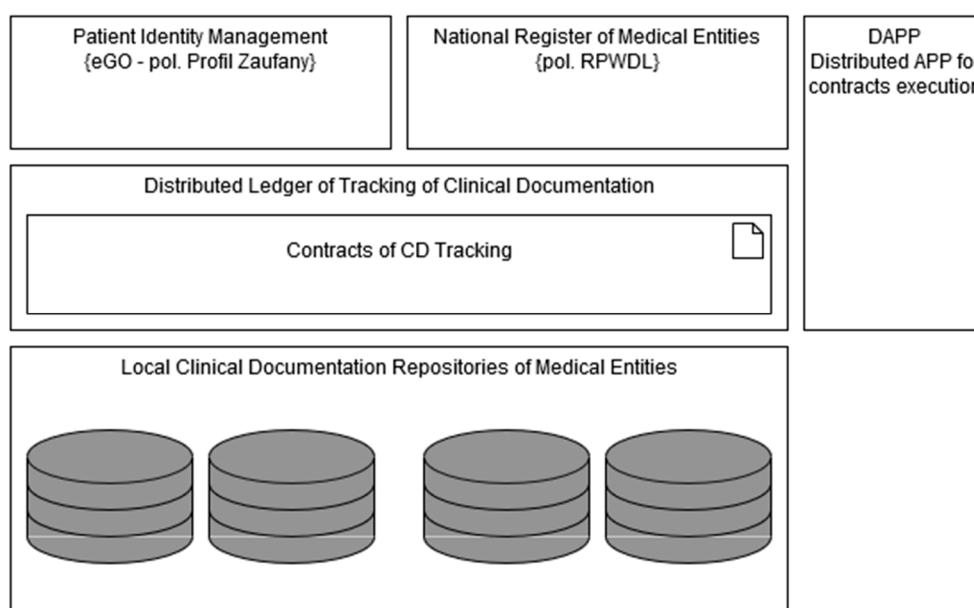 Patient Identity Management
{eGO - pol. Profil Zaufany}
National Register of Medical Entities
{pol. RPWDL}
DAPP
Distributed APP fo
contracts execution
Distributed Ledger of Tracking of Clinical Documentation
Contracts of CD Tracking
Local Clinical Documentation Repositories of Medical Entities